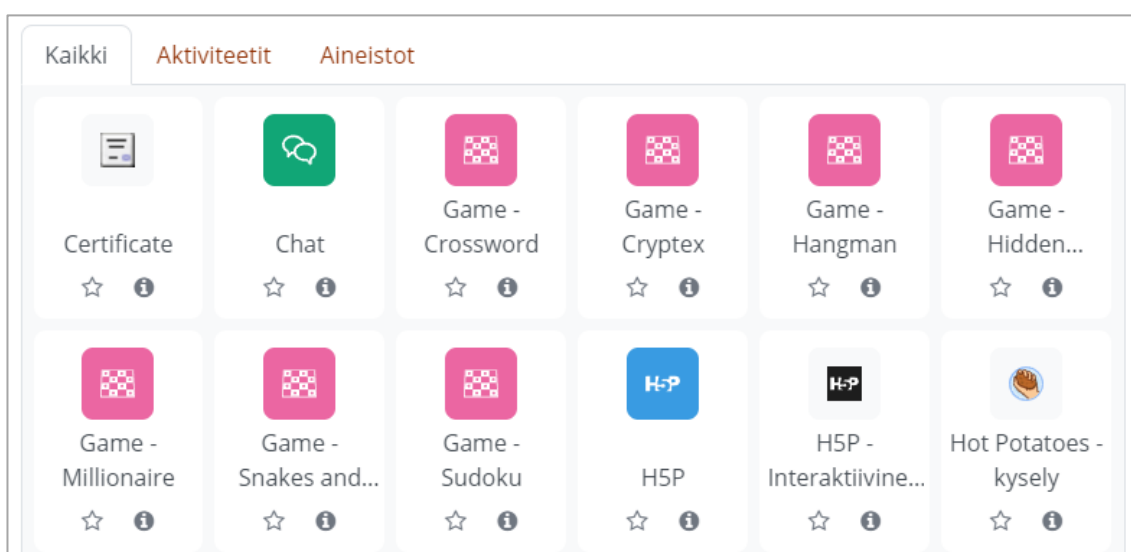 Kaikki Aktiviteetit Aineistot
Certificate
Chat
Game -
Crossword
Game -
Cryptex
Game -
Hangman
Game -
Hidden...
Game -
Millionaire
Game -
Snakes and...
Game -
Sudoku
H5P
H5P
H5P
H5P -
Interaktiivine...
Hot Potatoes -
kysely